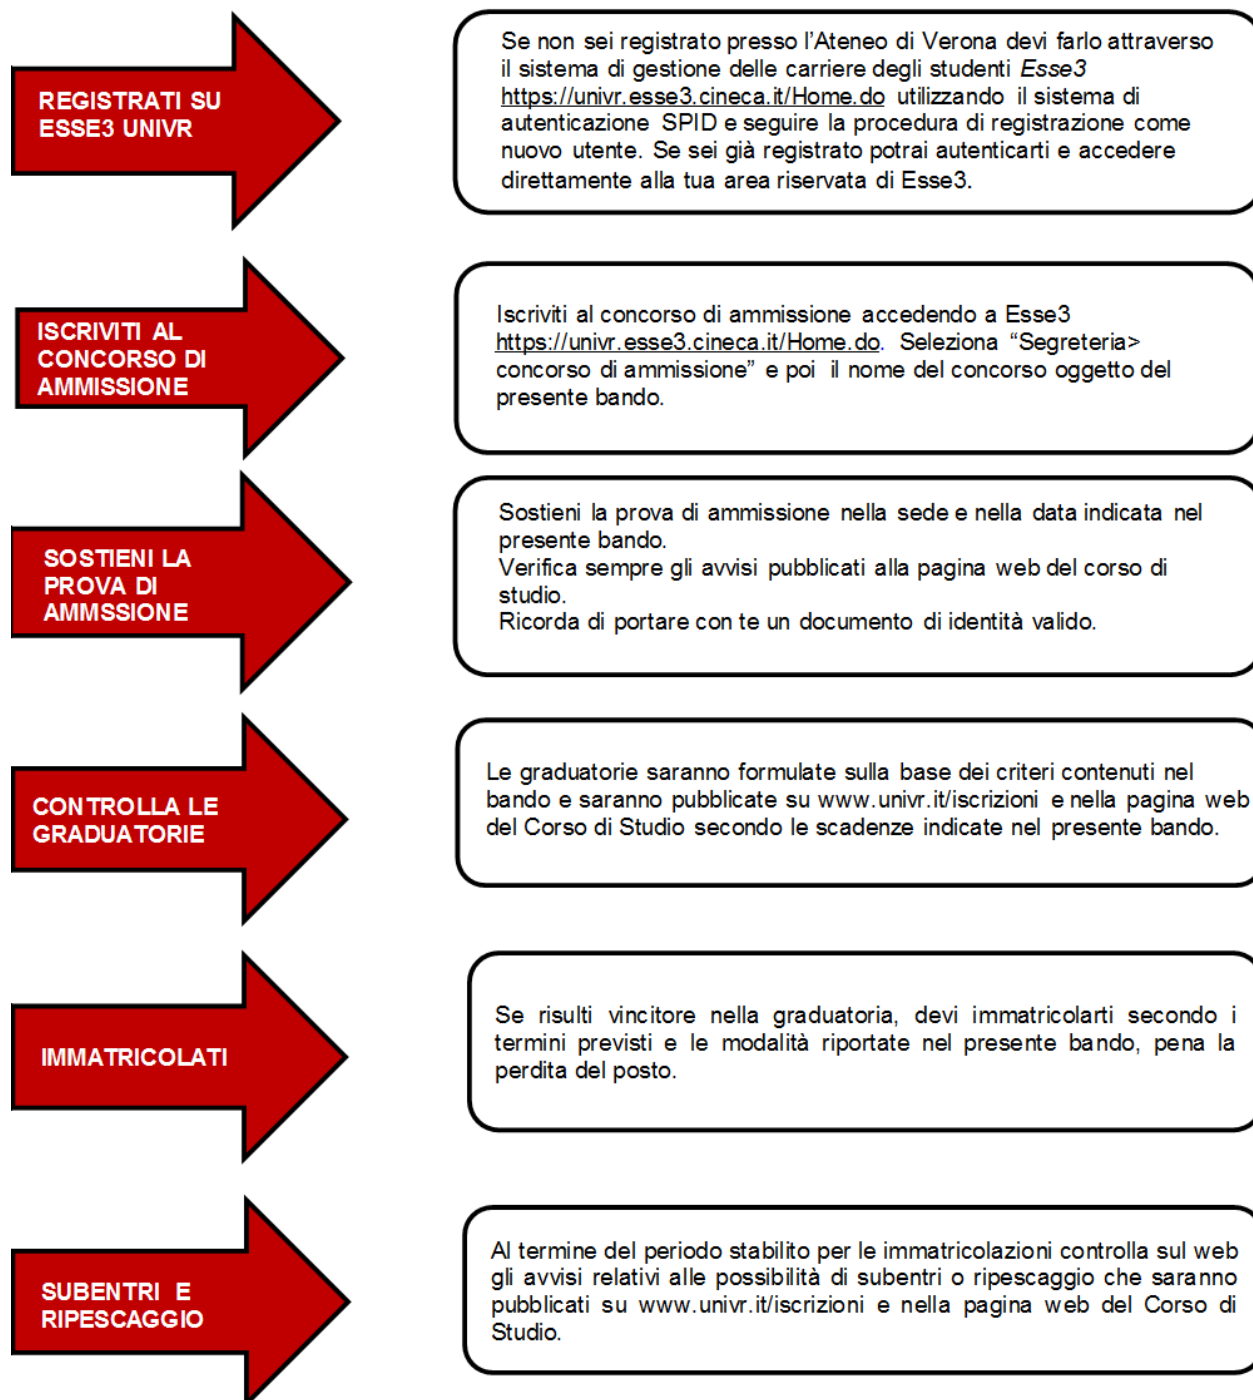 REGISTRATI SU
ESSE3 UNIVR
Se non sei registrato presso l'Ateneo di Verona devi farlo attraverso
il sistema di gestione delle carriere degli studenti Esse3
https://univr.esse3.cineca.it/Home.do utilizzando il sistema di
autenticazione SPID e seguire la procedura di registrazione come
nuovo utente. Se sei già registrato potrai autenticarti e accedere
direttamente alla tua area riservata di Esse3.
ISCRIVITI AL
CONCORSO DI
AMMISSIONE
Iscriviti al concorso di ammissione accedendo a Esse3
https://univr.esse3.cineca.it/Home.do. Seleziona “Segreteria>
concorso di ammissione” e poi il nome del concorso oggetto del
presente bando.
SOSTIENI LA
PROVA DI
AMMSSIONE
Sostieni la prova di ammissione nella sede e nella data indicata nel
presente bando.
Verifica sempre gli avvisi pubblicati alla pagina web del corso di
studio.
Ricorda di portare con te un documento di identità valido.
CONTROLLA LE
GRADUATORIE
Le graduatorie saranno formulate sulla base dei criteri contenuti nel
bando e saranno pubblicate su www.univr.it/iscrizioni e nella pagina web
del Corso di Studio secondo le scadenze indicate nel presente bando.
IMMATRICOLATI
Se risulti vincitore nella graduatoria, devi immatricolarti secondo i
termini previsti e le modalità riportate nel presente bando, pena la
perdita del posto.
SUBENTRI E
RIPESCAGGIO
Al termine del periodo stabilito per le immatricolazioni controlla sul web
gli avvisi relativi alle possibilità di subentri o ripescaggio che saranno
pubblicati su www.univr.it/iscrizioni e nella pagina web del Corso di
Studio.